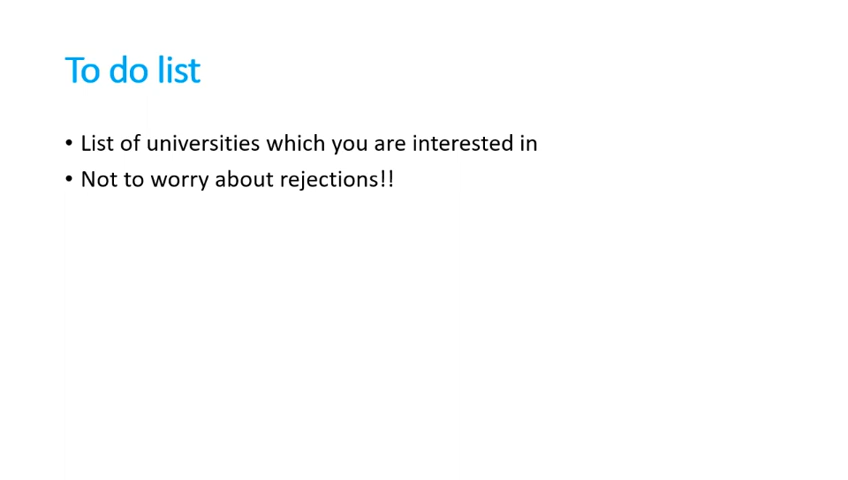 To do list
• List of universities which you are interested in
• Not to worry about rejections!!